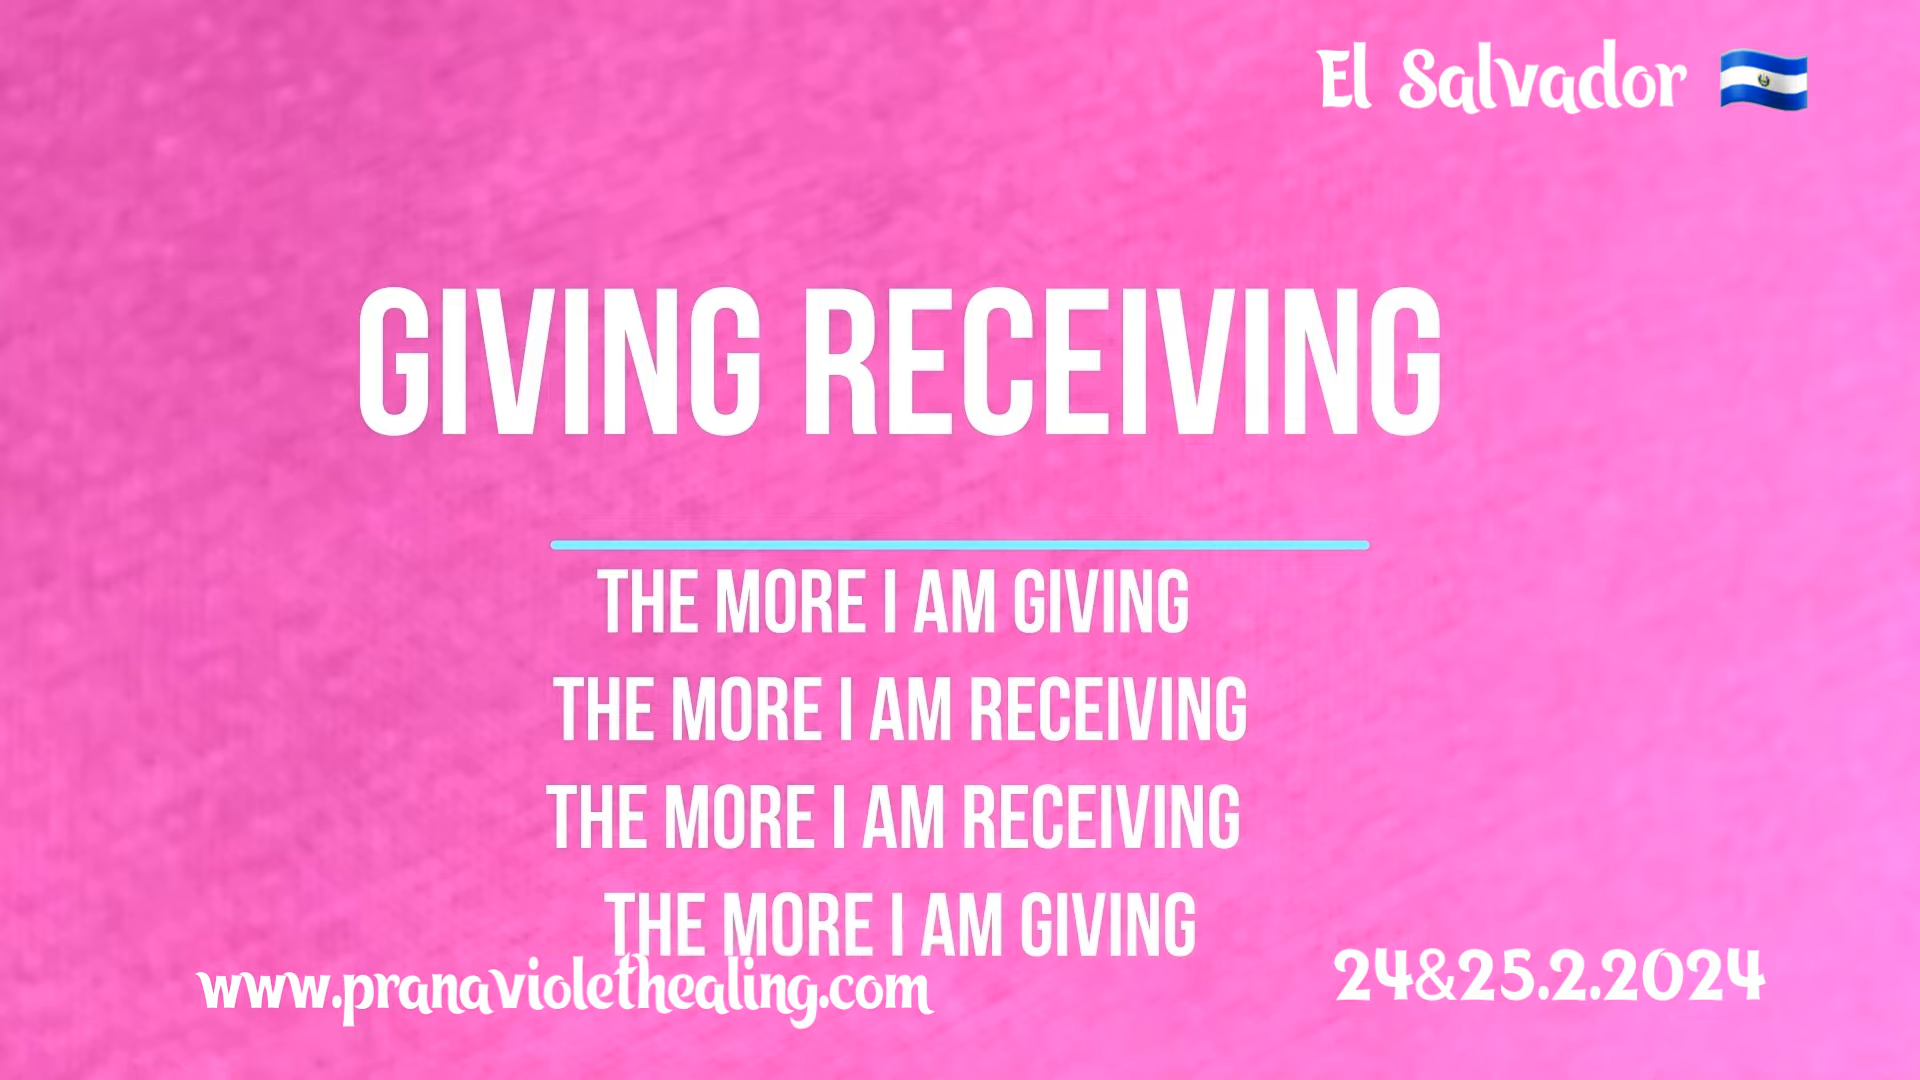 El Salvador 🇸🇻
GIVING RECEIVING
THE MORE I AM GIVING
THE MORE I AM RECEIVING
THE MORE I AM RECEIVING
THE MORE I AM GIVING
www.pranaviolethealing.com
24&25.2.2024